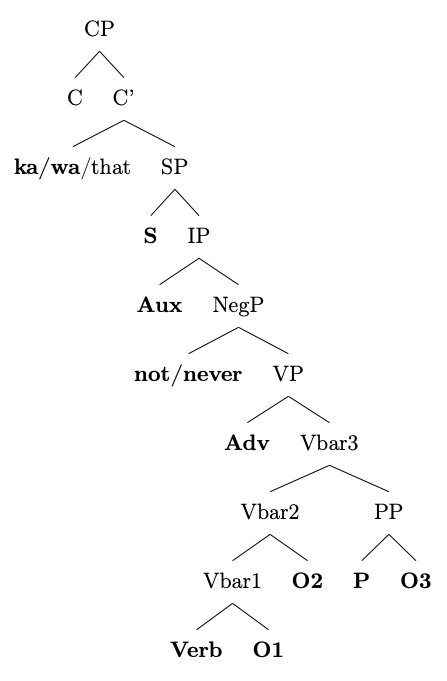 CP
C C'
ka/wa/that SP
S IP
Aux NegP
not/never VP
Adv Vbar3
Vbar2 PP
Vbar1 O2 P O3
Verb O1